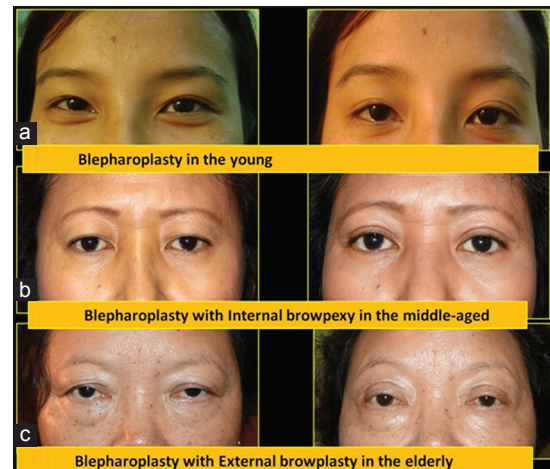 a
Blepharoplasty in the young
b
Blepharoplasty with Internal browpexy in the middle-aged
c
Blepharoplasty with External browplasty in the elderly